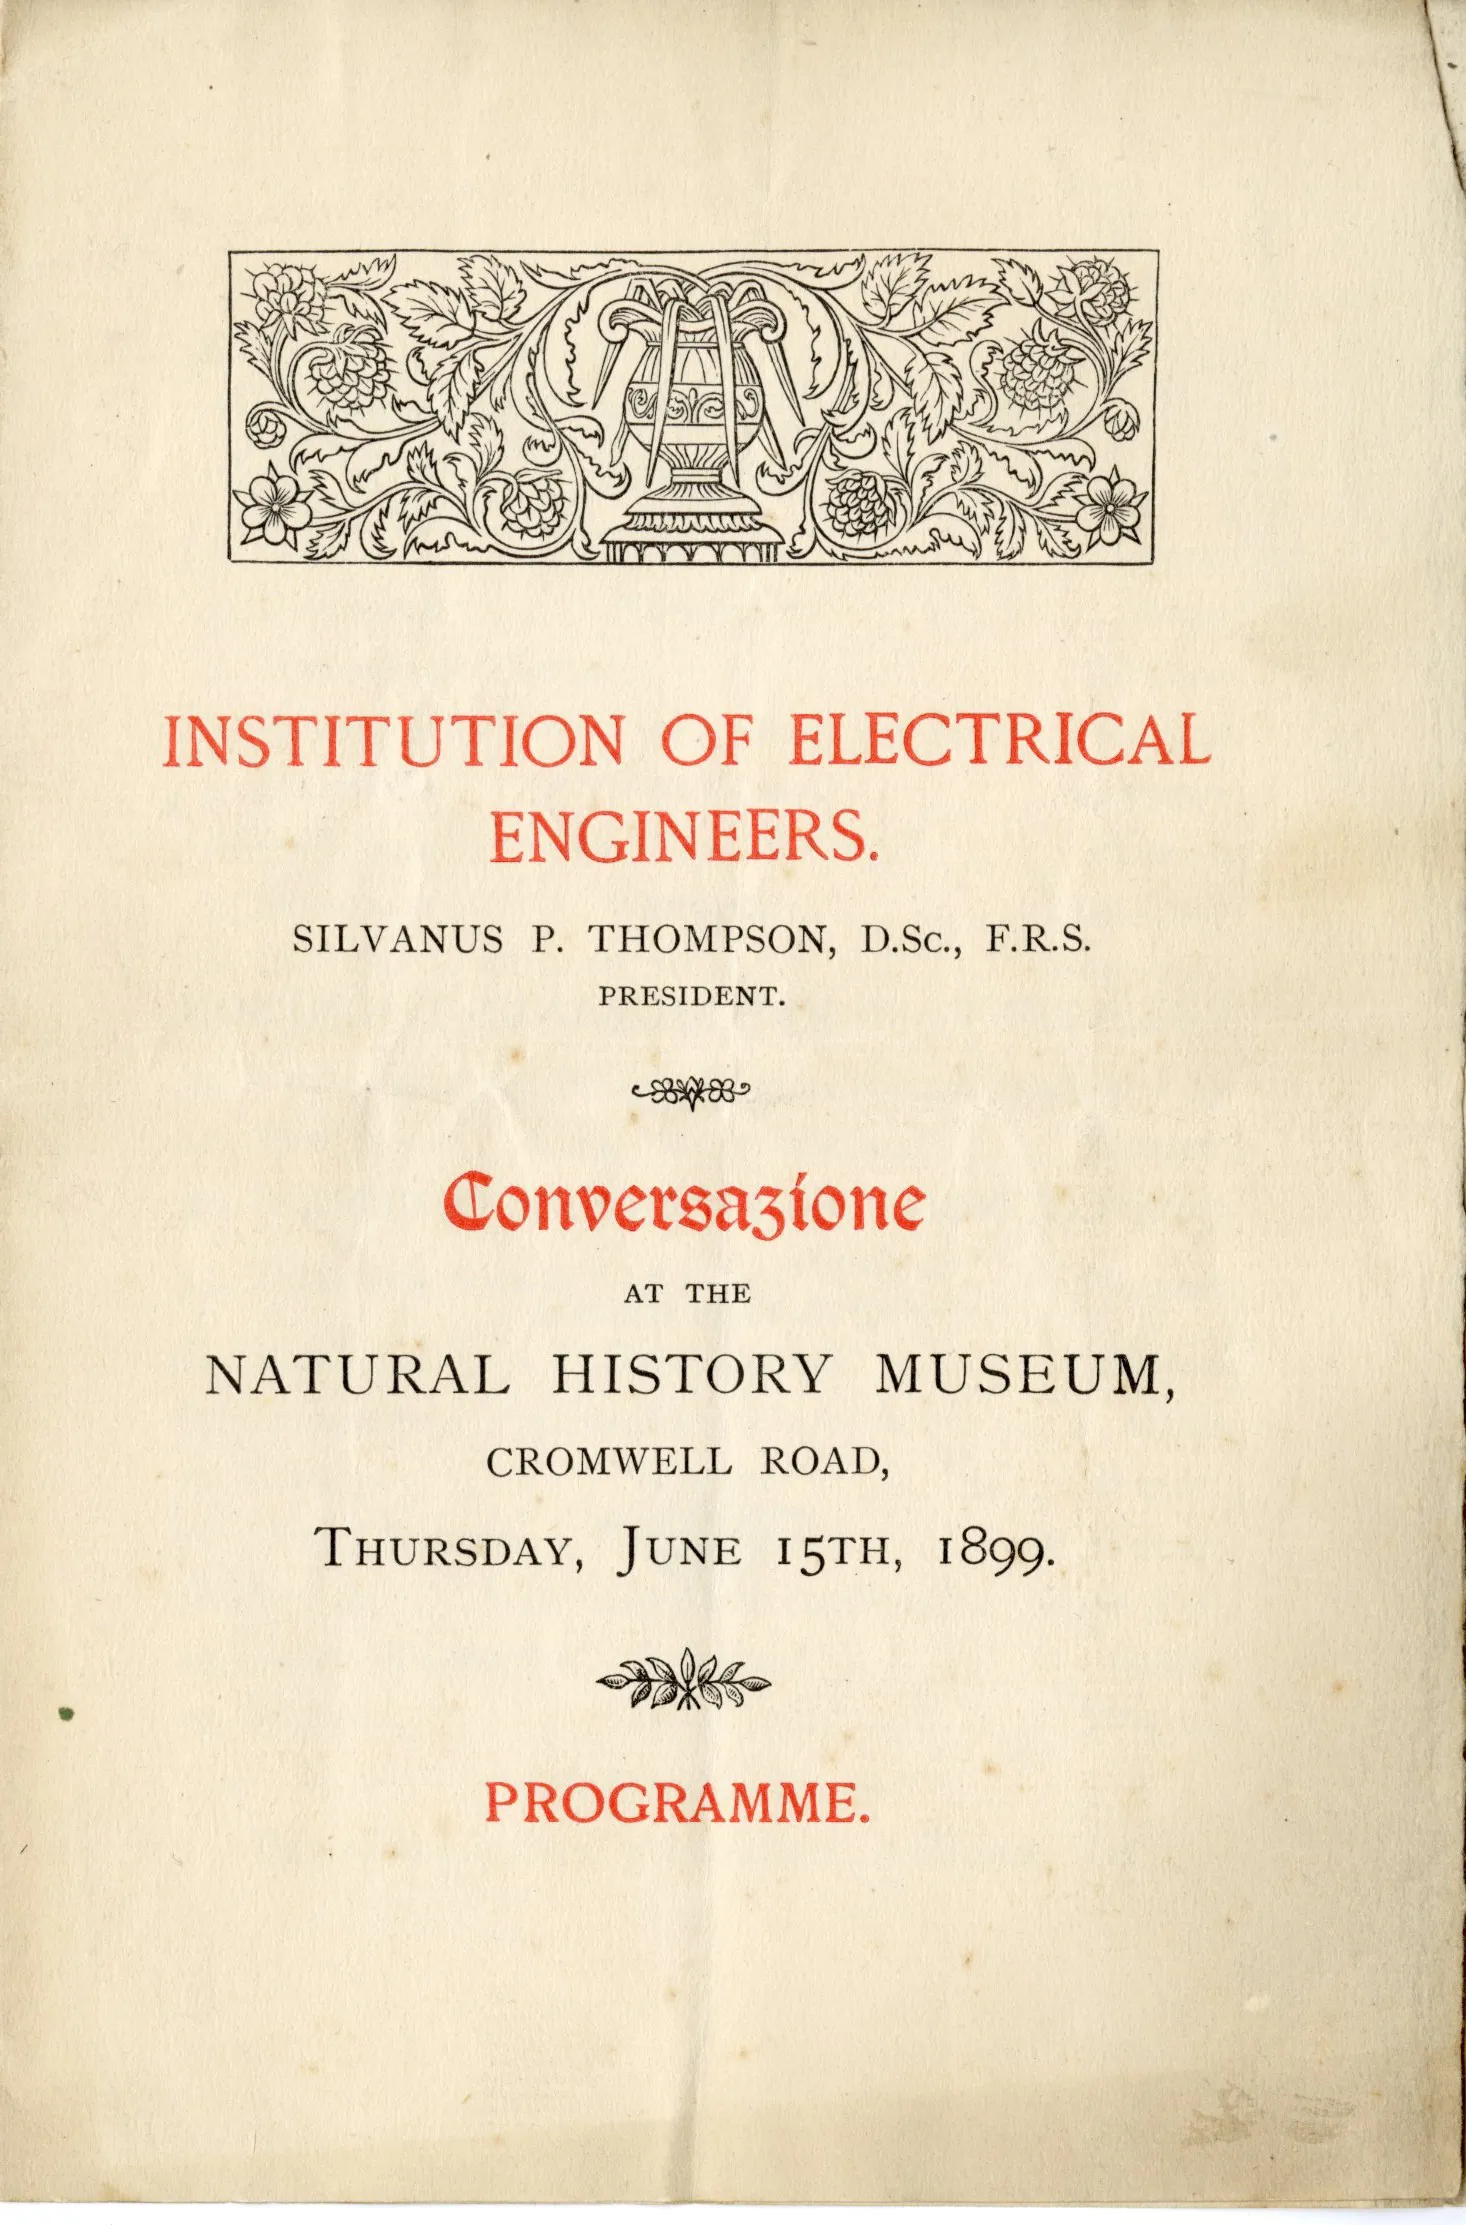 INSTITUTION OF ELECTRICAL
ENGINEERS.
SILVANUS P. THOMPSON, D.Sc., F.R.S.
PRESIDENT.
Conversazione
AT THE
NATURAL HISTORY MUSEUM,
CROMWELL ROAD,
THURSDAY, JUNE 15TH, 1899.
PROGRAMME.